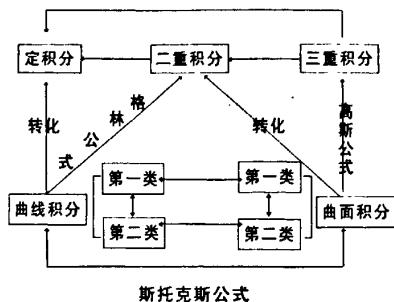 定积分
二重积分
三重积分
转化
格林公式
转化
高斯公式
第一类
第一类
曲线积分
曲面积分
第二类
第二类
斯托克斯公式